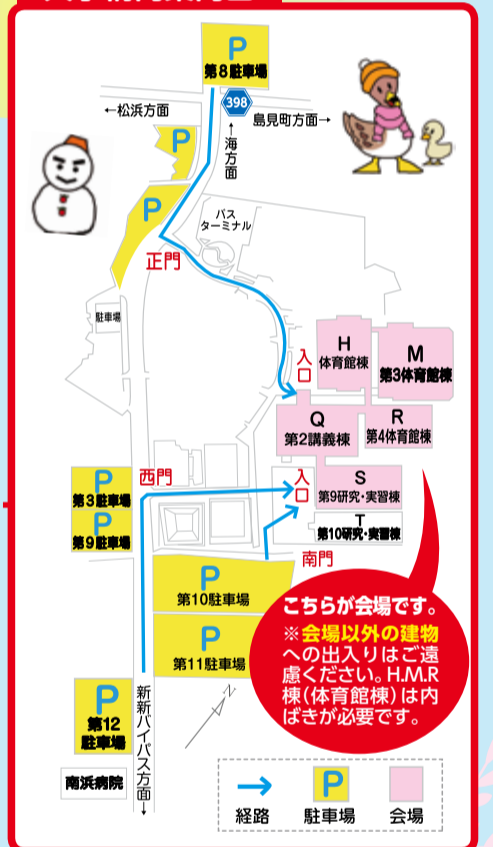 P
第8駐車場
398
←松浜方面
島見町方面→
←海方面
P
P
バス
ターミナル
正門
駐車場
入口
H
体育館棟
M
第3体育館棟
Q
第2講義棟
R
第4体育館棟
西門
入口
S
第9研究・実習棟
T
第10研究・実習棟
P
第3駐車場
P
第9駐車場
南門
P
第10駐車場
P
第11駐車場
こちらが会場です。
※会場以外の建物
への出入りはご遠
慮ください。H.M.R
棟(体育館棟)は内
ばきが必要です。
P
第12
駐車場
新新バイパス方面→
南浜病院
N
→
経路
P
駐車場
会場